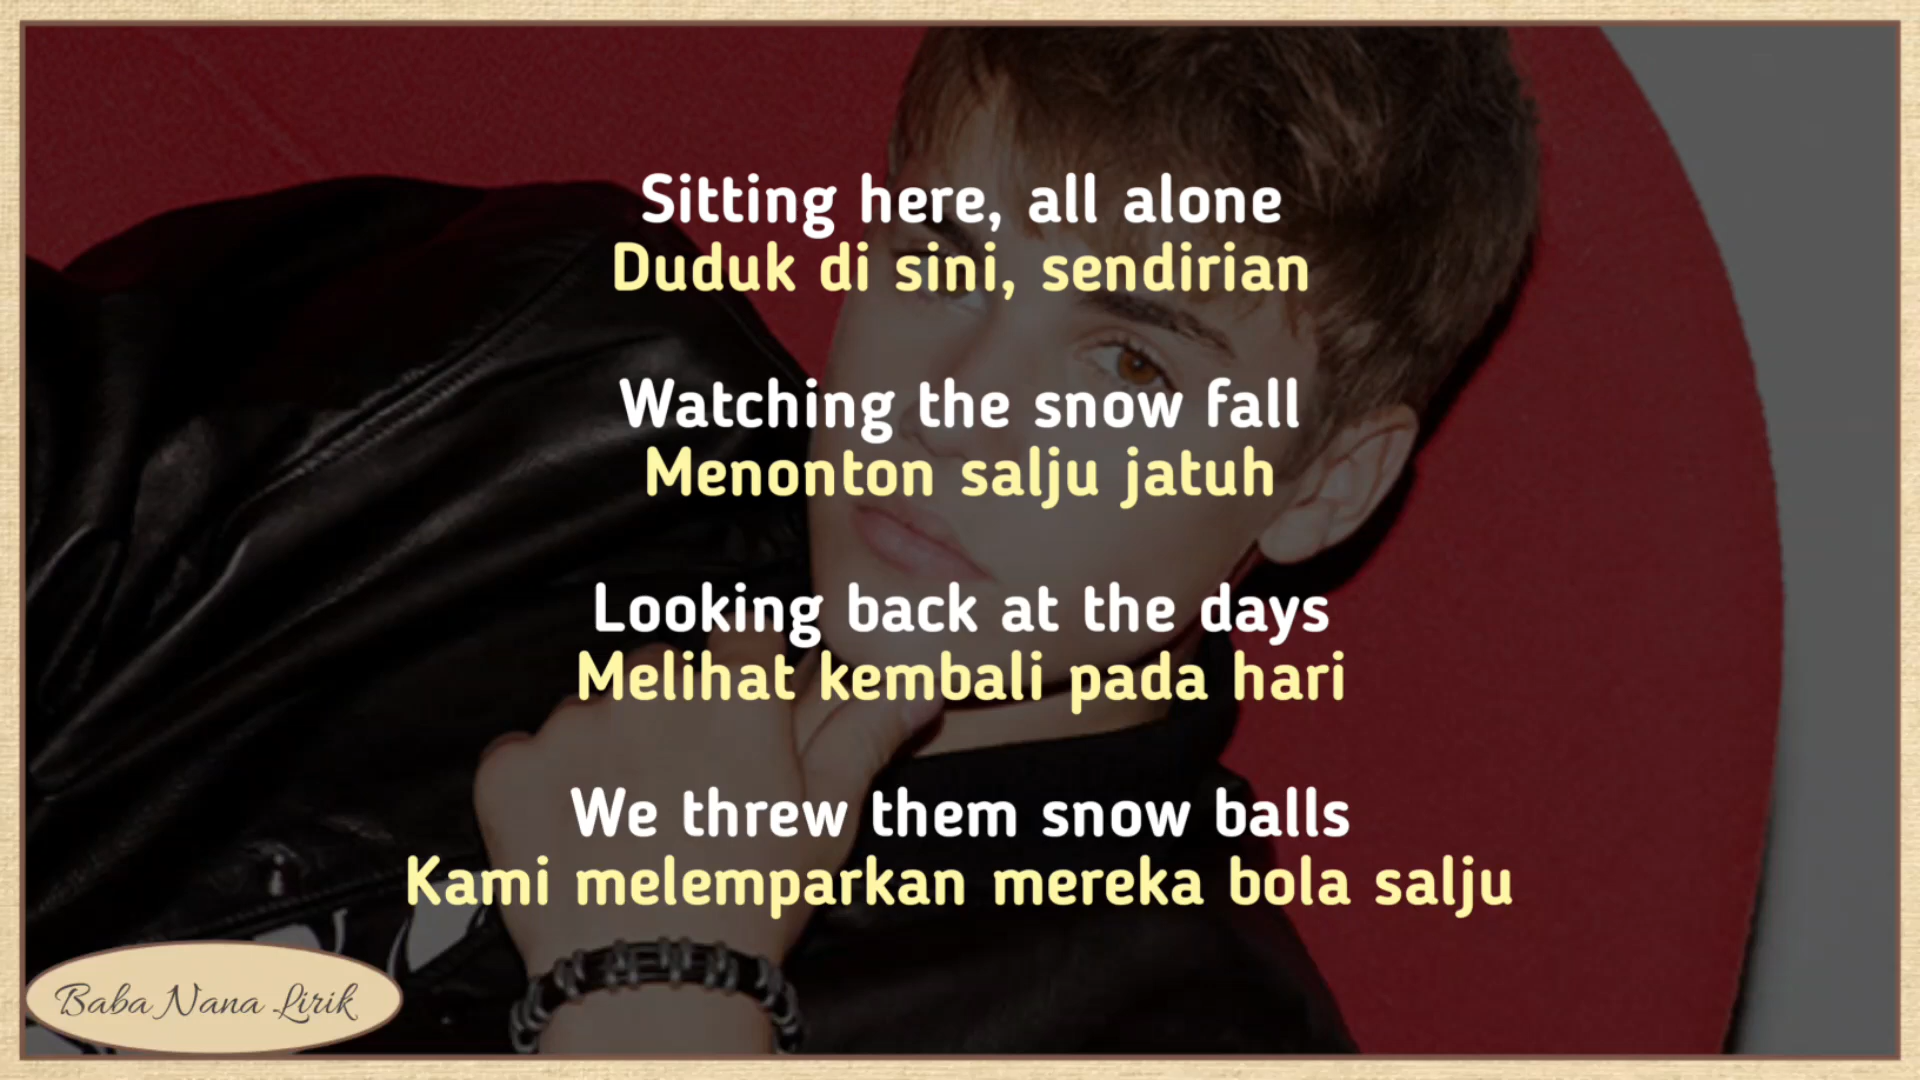 Sitting here, all alone
Duduk di sini, sendirian
Watching the snow fall
Menonton salju jatuh
Looking back at the days
Melihat kembali pada hari
We threw them snow balls
Kami melemparkan mereka bola salju
Baba Nana Lirik